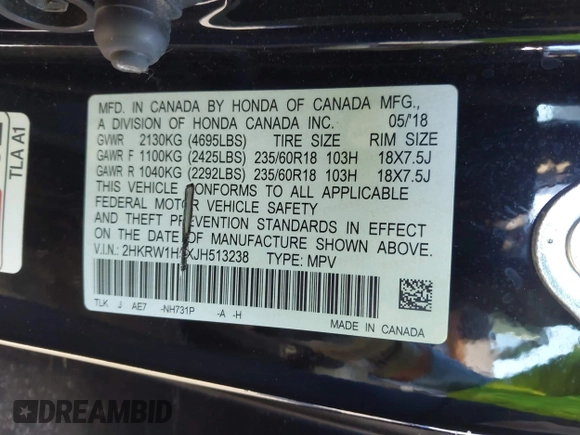 MFD. IN CANADA BY HONDA OF CANADA MFG.,
A DIVISION OF HONDA CANADA INC. 05/'18
GVWR 2130KG (4695LBS) TIRE SIZE RIM SIZE
GAWR F 1100KG (2425LBS) 235/60R18 103H 18X7.5J
GAWR R 1040KG (2292LBS) 235/60R18 103H 18X7.5J
THIS VEHICLE CONFORMS TO ALL APPLICABLE
FEDERAL MOTOR VEHICLE SAFETY
AND THEFT PREVENTION STANDARDS IN EFFECT
ON THE DATE OF MANUFACTURE SHOWN ABOVE.
V.I.N.: TYPE: MPV
TLK J AE7 -NH731P -A -H
MADE IN CANADA
TLA A1
DREAMBID